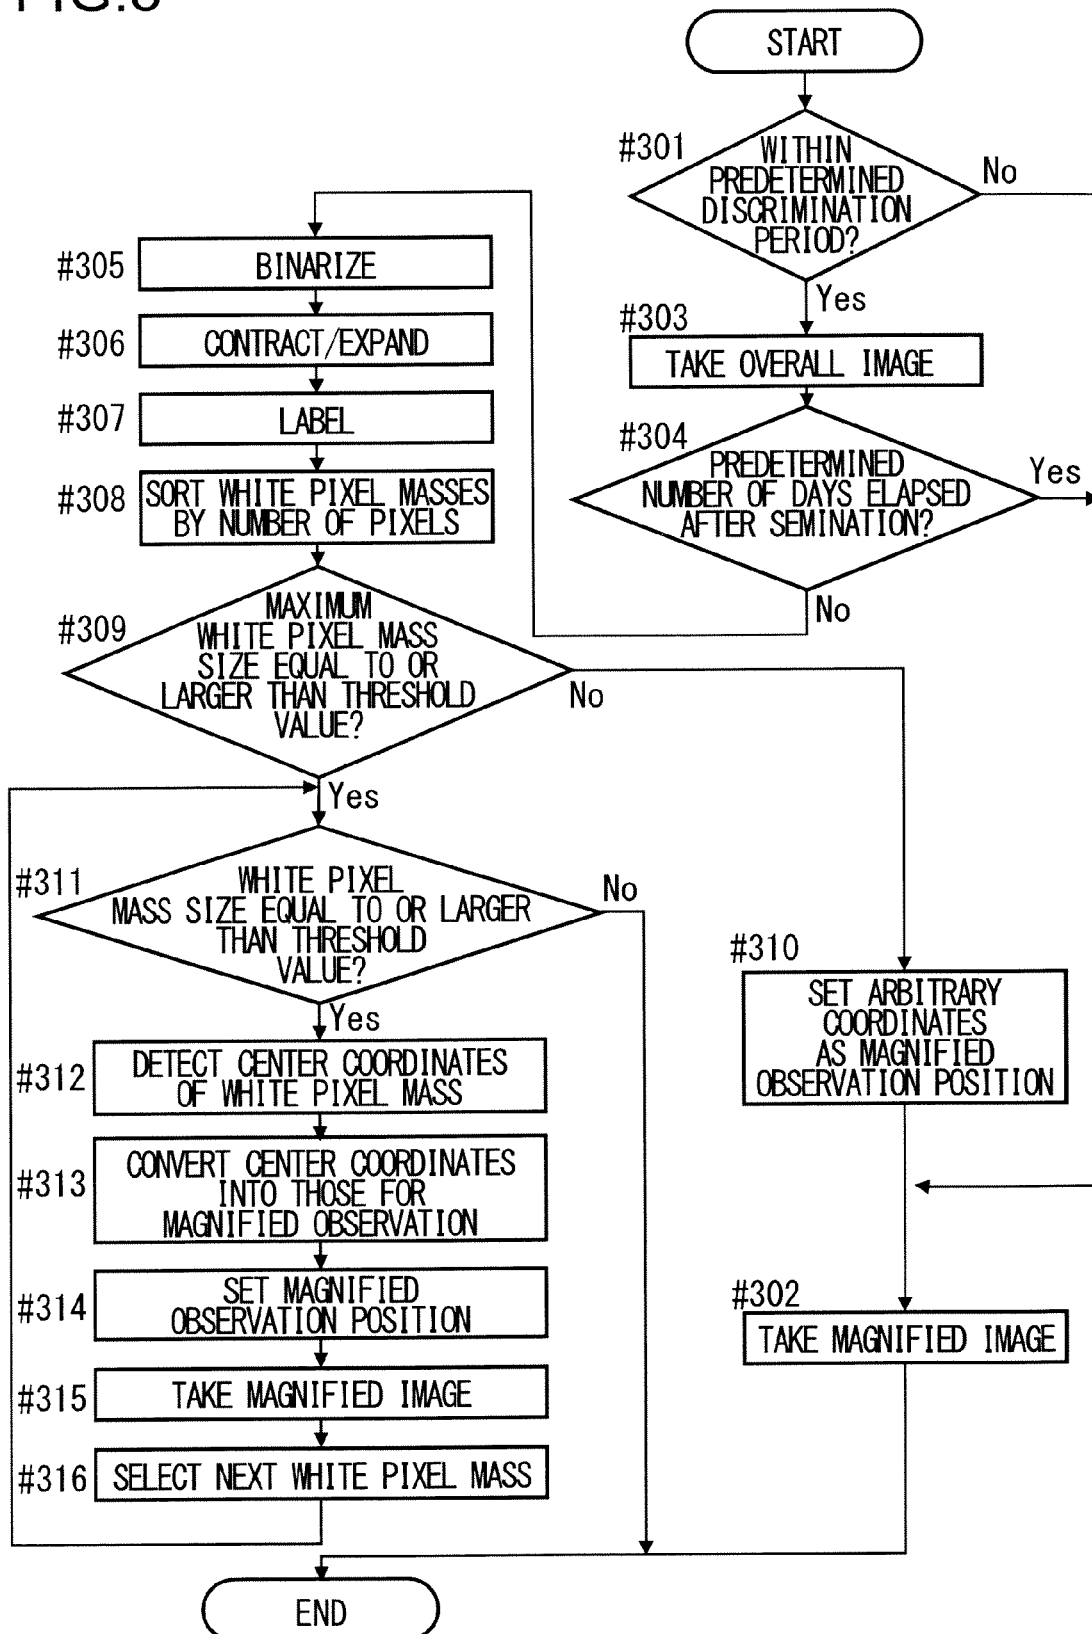 START
#301
WITHIN
PREDETERMINED
DISCRIMINATION
PERIOD?
No
Yes
#303
TAKE OVERALL IMAGE
#304
PREDETERMINED
NUMBER OF DAYS ELAPSED
AFTER SEMINATION?
Yes
No
#305
BINARIZE
#306
CONTRACT/EXPAND
#307
LABEL
#308
SORT WHITE PIXEL MASSES
BY NUMBER OF PIXELS
#309
MAXIMUM
WHITE PIXEL MASS
SIZE EQUAL TO OR
LARGER THAN THRESHOLD
VALUE?
No
Yes
#311
WHITE PIXEL
MASS SIZE EQUAL TO OR LARGER
THAN THRESHOLD
VALUE?
No
Yes
#310
SET ARBITRARY
COORDINATES
AS MAGNIFIED
OBSERVATION POSITION
#312
DETECT CENTER COORDINATES
OF WHITE PIXEL MASS
#313
CONVERT CENTER COORDINATES
INTO THOSE FOR
MAGNIFIED OBSERVATION
#314
SET MAGNIFIED
OBSERVATION POSITION
#302
TAKE MAGNIFIED IMAGE
#315
TAKE MAGNIFIED IMAGE
#316
SELECT NEXT WHITE PIXEL MASS
END